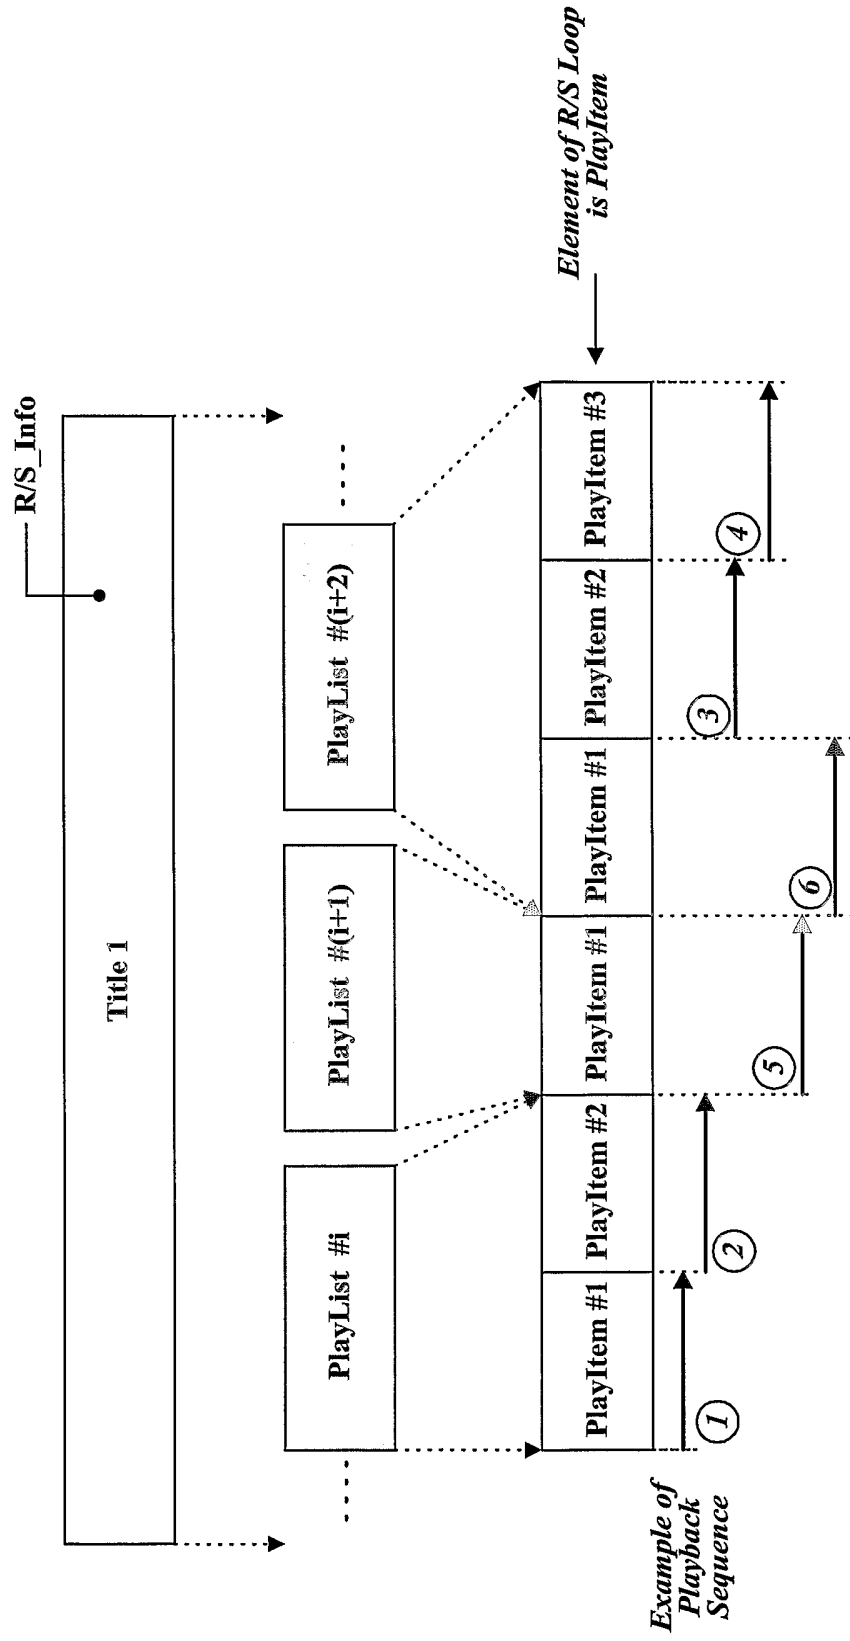 R/S_Info
Title 1
PlayList #i
PlayList #(i+1)
PlayList #(i+2)
Element of R/S Loop
is PlayItem
PlayItem #1
PlayItem #2
PlayItem #1
PlayItem #1
PlayItem #2
PlayItem #3
Example of
Playback
Sequence
1
2
5
6
3
4